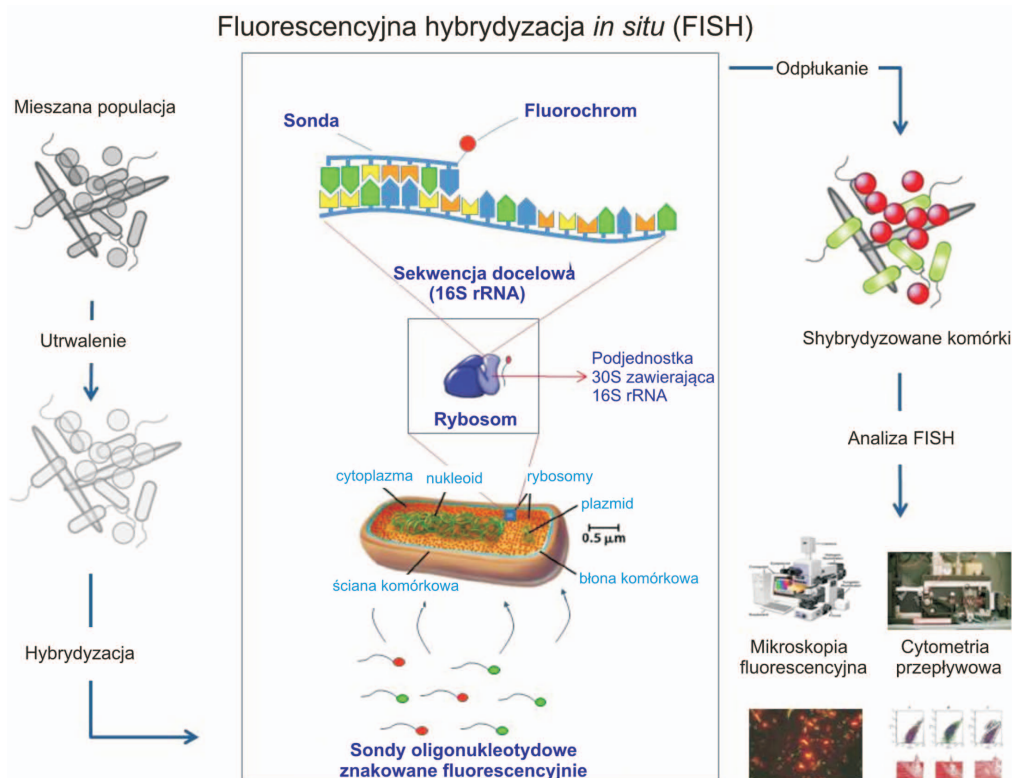 Fluorescencyjna hybrydyzacja in situ (FISH)
Mieszana populacja
Utrwalenie
Hybrydyzacja
Sonda
Fluorochrom
Sekwencja docelowa
(16S rRNA)
Rybosom
Podjednostka
30S zawierająca
16S rRNA
cytoplazma
nukleoid
rybosomy
plazmid
0.5 µm
ściana komórkowa
błona komórkowa
Sondy oligonukleotydowe
znakowane fluorescencyjnie
Odpłukanie
Shybrydyzowane komórki
Analiza FISH
Mikroskopia
fluorescencyjna
Cytometria
przepływowa